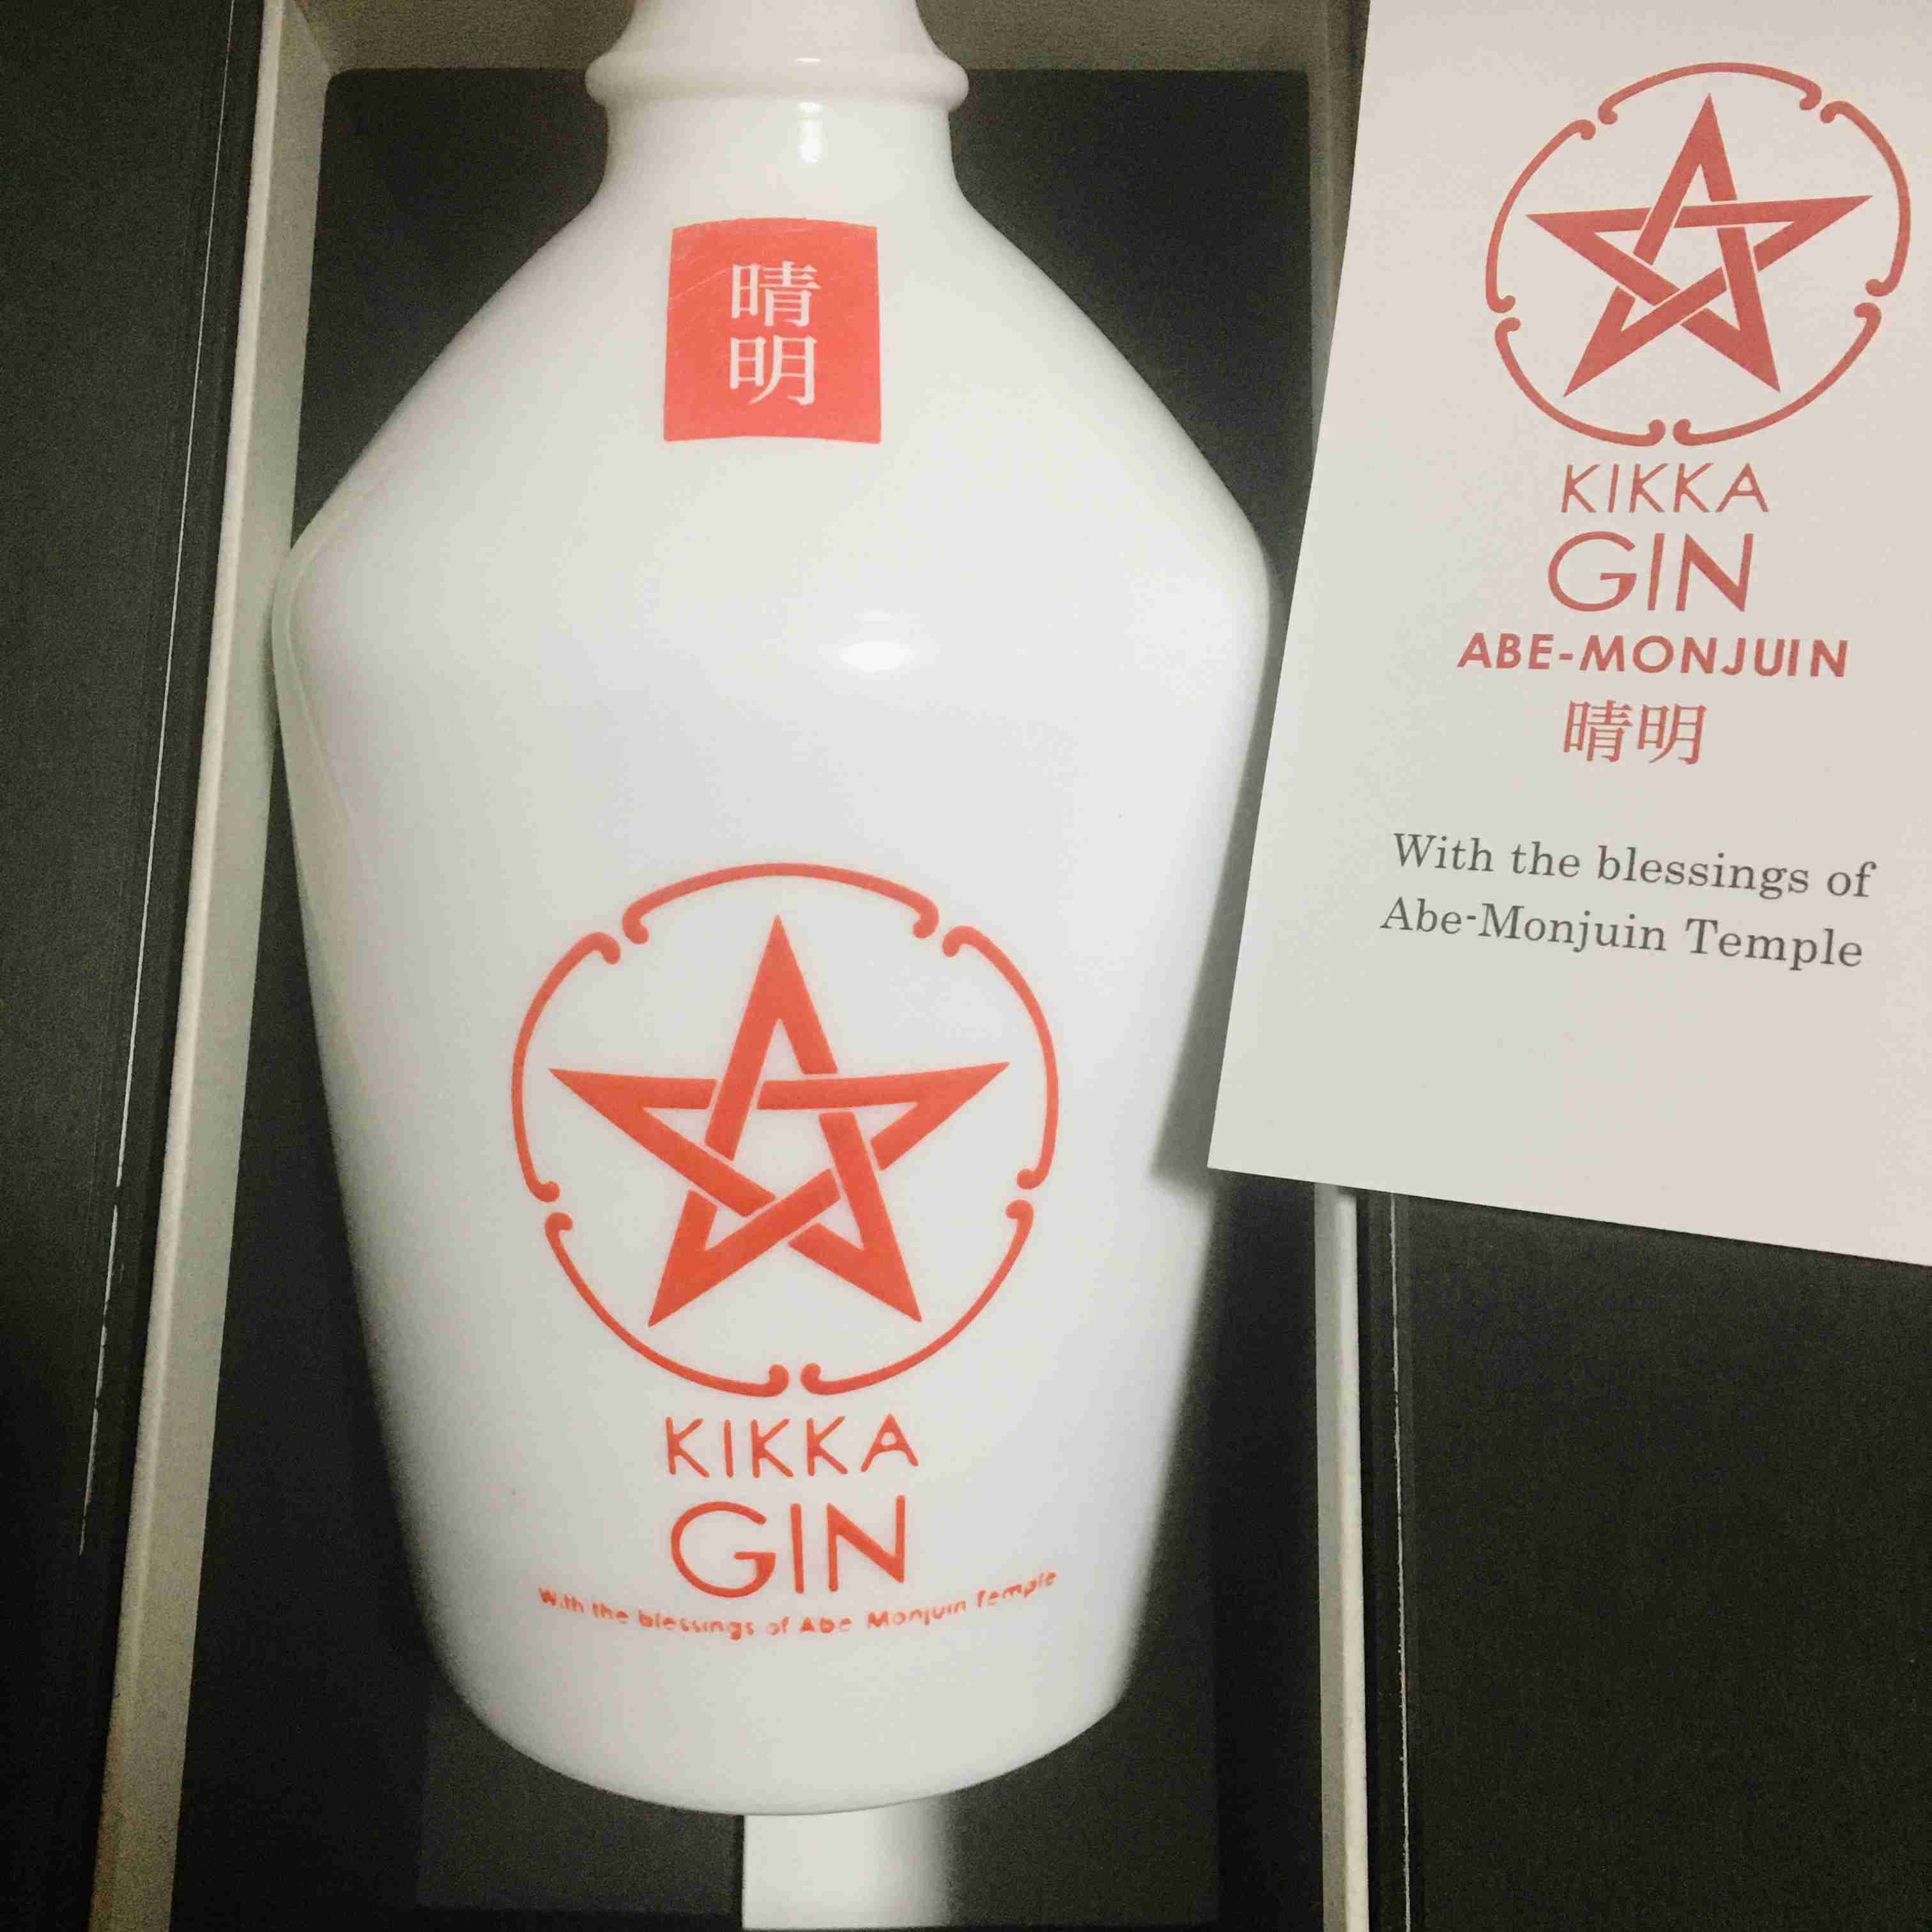 晴
明
KIKKA
GIN
With the blessings of Abe Monjuin Temple
KIKKA
GIN
ABE-MONJUIN
晴明
With the blessings of
Abe-Monjuin Temple